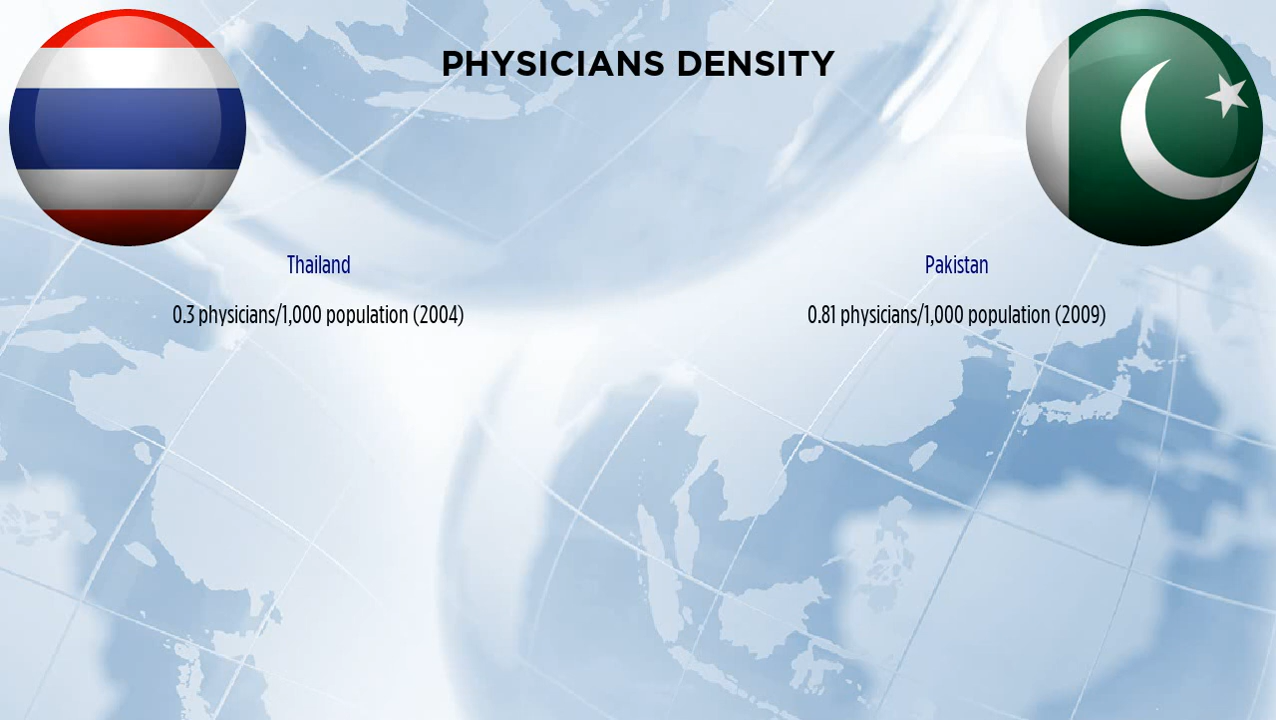 PHYSICIANS DENSITY
Thailand
0.3 physicians/1,000 population (2004)
Pakistan
0.81 physicians/1,000 population (2009)